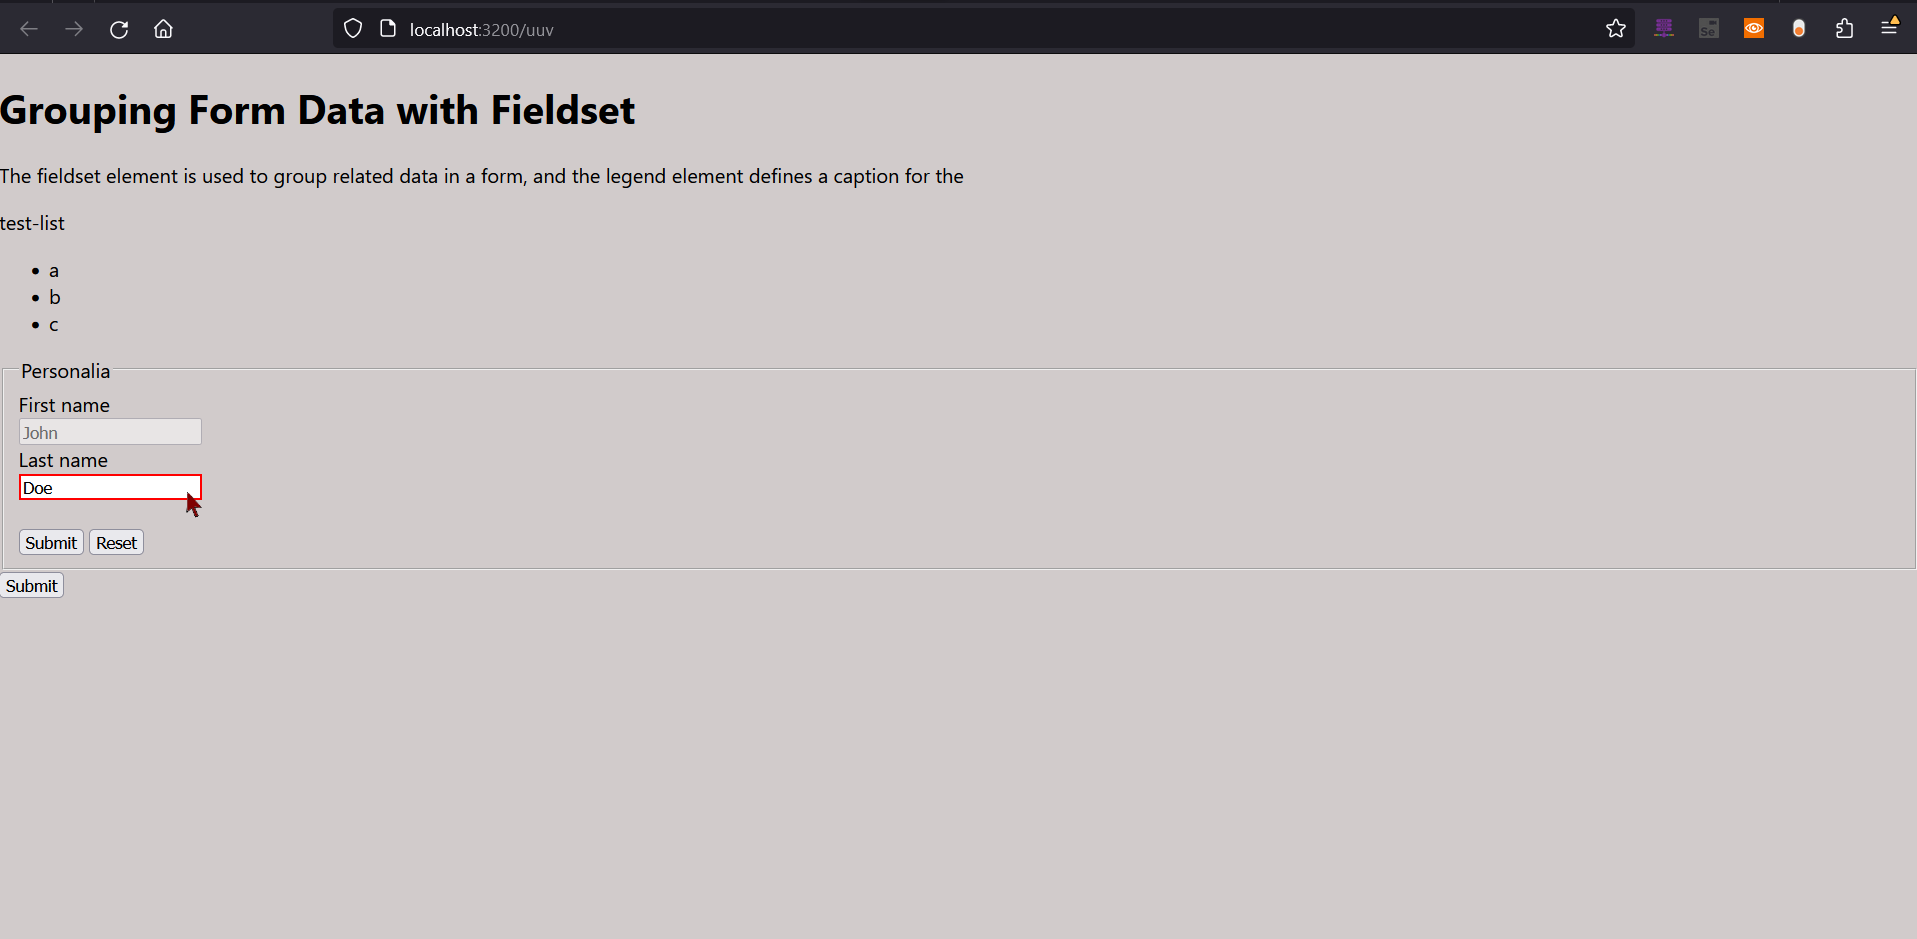 localhost:3200/uuv
Se
Grouping Form Data with Fieldset
The fieldset element is used to group related data in a form, and the legend element defines a caption for the
test-list
a
b
c
Personalia
First name
John
Last name
Doe
Submit Reset
Submit